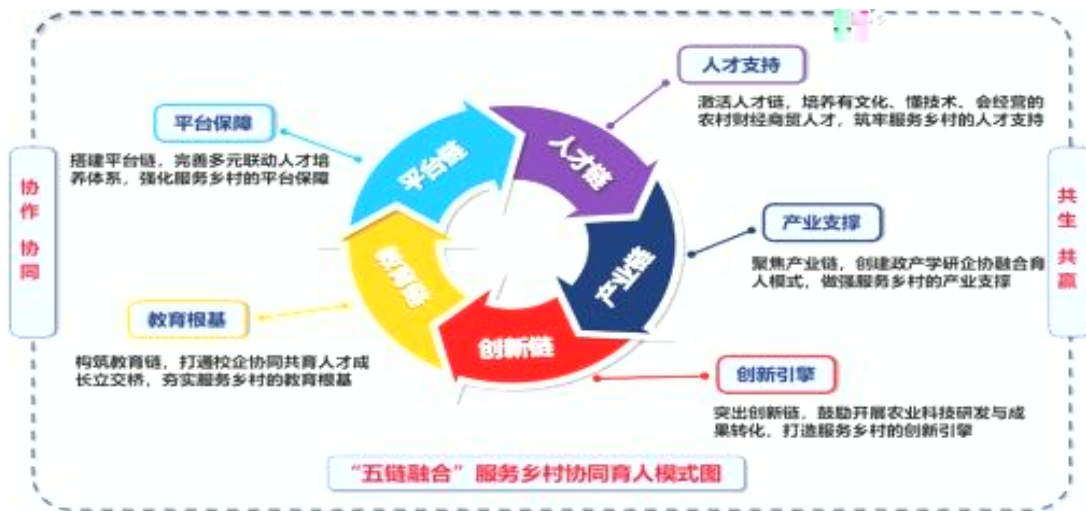 人才支持
激活人才链，培养有文化、懂技术、会经营的
农村财经商贸人才，筑牢服务乡村的人才支持
平台保障
搭建平台链，完善多元联动人才培
养体系，强化服务乡村的平台保障
平台链
人才链
协作 协同
共生 共赢
产业支撑
聚焦产业链，创建政产学研企协融合育
人模式，做强服务乡村的产业支撑
教育链
产业链
创新链
教育根基
构筑教育链，打通校企协同共育人才成
长立交桥，夯实服务乡村的教育根基
创新引擎
突出创新链，鼓励开展农业科技研发与成
果转化，打造服务乡村的创新引擎
“五链融合”服务乡村协同育人模式图